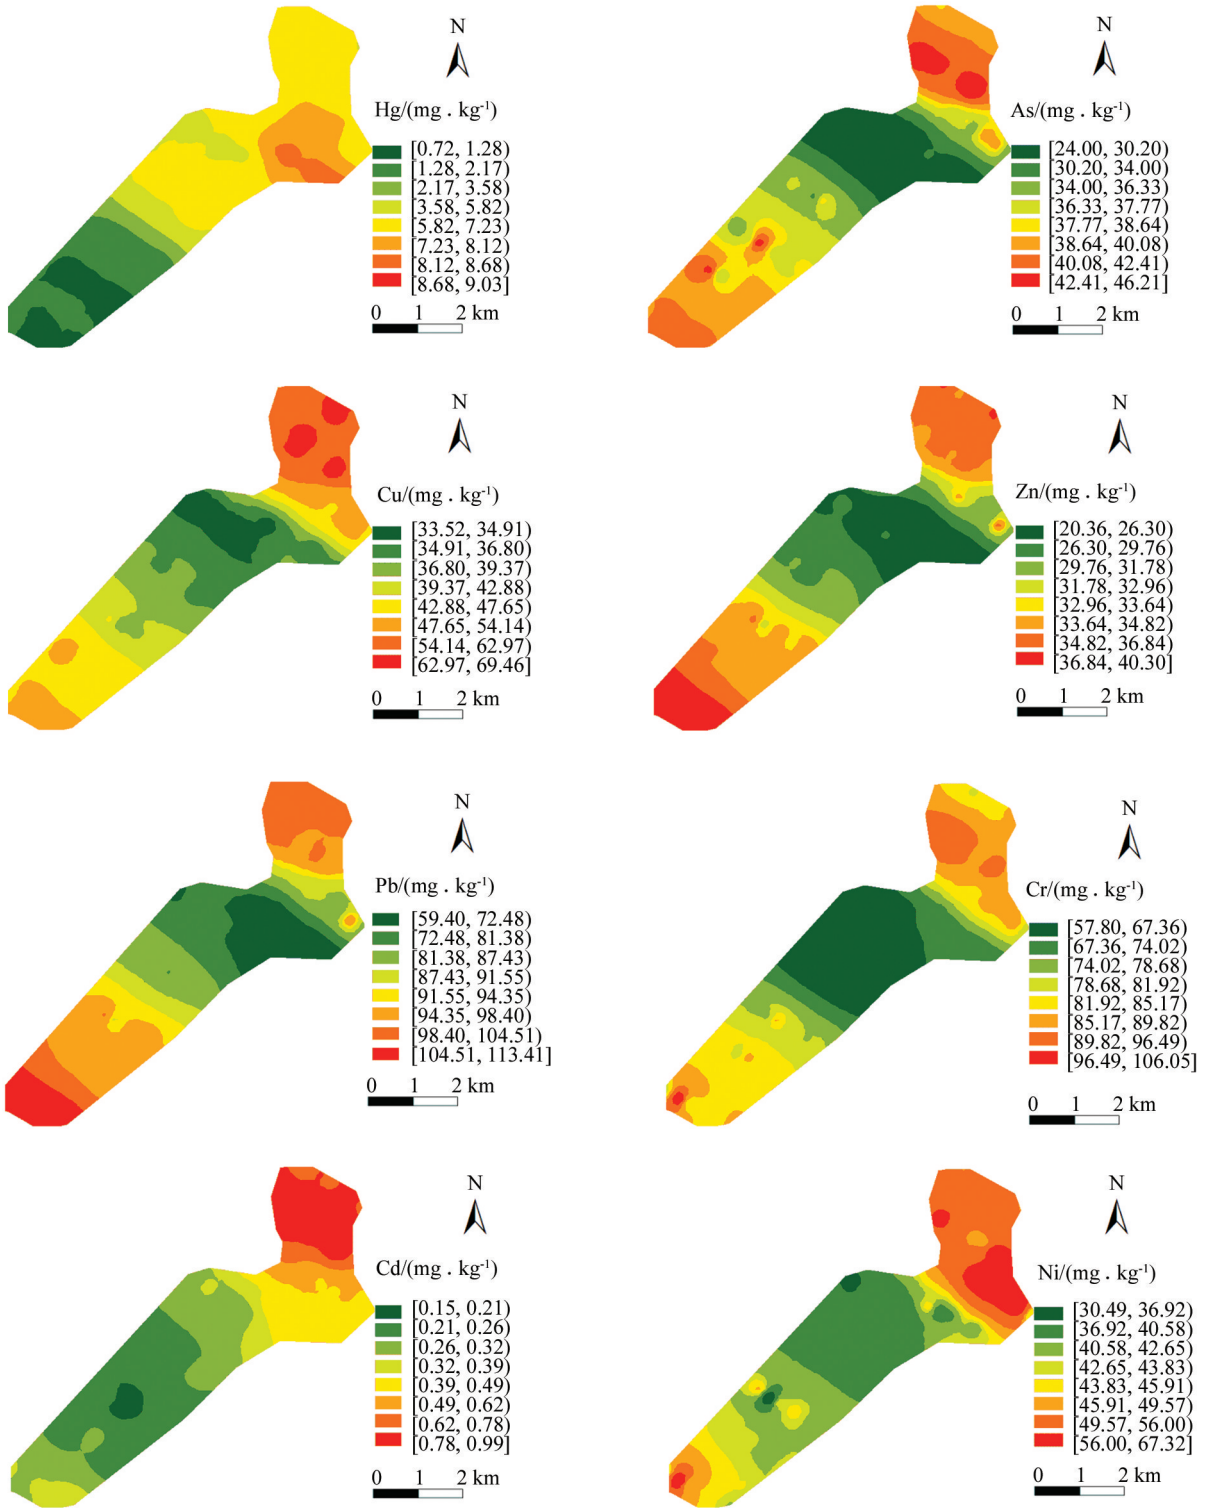 N
Hg/(mg . kg⁻¹)
[0.72, 1.28)
[1.28, 2.17)
[2.17, 3.58)
[3.58, 5.82)
[5.82, 7.23)
[7.23, 8.12)
[8.12, 8.68)
[8.68, 9.03]
0 1 2 km
N
As/(mg . kg⁻¹)
[24.00, 30.20)
[30.20, 34.00)
[34.00, 36.33)
[36.33, 37.77)
[37.77, 38.64)
[38.64, 40.08)
[40.08, 42.41)
[42.41, 46.21]
0 1 2 km
N
Cu/(mg . kg⁻¹)
[33.52, 34.91)
[34.91, 36.80)
[36.80, 39.37)
[39.37, 42.88)
[42.88, 47.65)
[47.65, 54.14)
[54.14, 62.97)
[62.97, 69.46]
0 1 2 km
N
Zn/(mg . kg⁻¹)
[20.36, 26.30)
[26.30, 29.76)
[29.76, 31.78)
[31.78, 32.96)
[32.96, 33.64)
[33.64, 34.82)
[34.82, 36.84)
[36.84, 40.30]
0 1 2 km
N
Pb/(mg . kg⁻¹)
[59.40, 72.48)
[72.48, 81.38)
[81.38, 87.43)
[87.43, 91.55)
[91.55, 94.35)
[94.35, 98.40)
[98.40, 104.51)
[104.51, 113.41]
0 1 2 km
N
Cr/(mg . kg⁻¹)
[57.80, 67.36)
[67.36, 74.02)
[74.02, 78.68)
[78.68, 81.92)
[81.92, 85.17)
[85.17, 89.82)
[89.82, 96.49)
[96.49, 106.05]
0 1 2 km
N
Cd/(mg . kg⁻¹)
[0.15, 0.21)
[0.21, 0.26)
[0.26, 0.32)
[0.32, 0.39)
[0.39, 0.49)
[0.49, 0.62)
[0.62, 0.78)
[0.78, 0.99]
0 1 2 km
N
Ni/(mg . kg⁻¹)
[30.49, 36.92)
[36.92, 40.58)
[40.58, 42.65)
[42.65, 43.83)
[43.83, 45.91)
[45.91, 49.57)
[49.57, 56.00)
[56.00, 67.32]
0 1 2 km